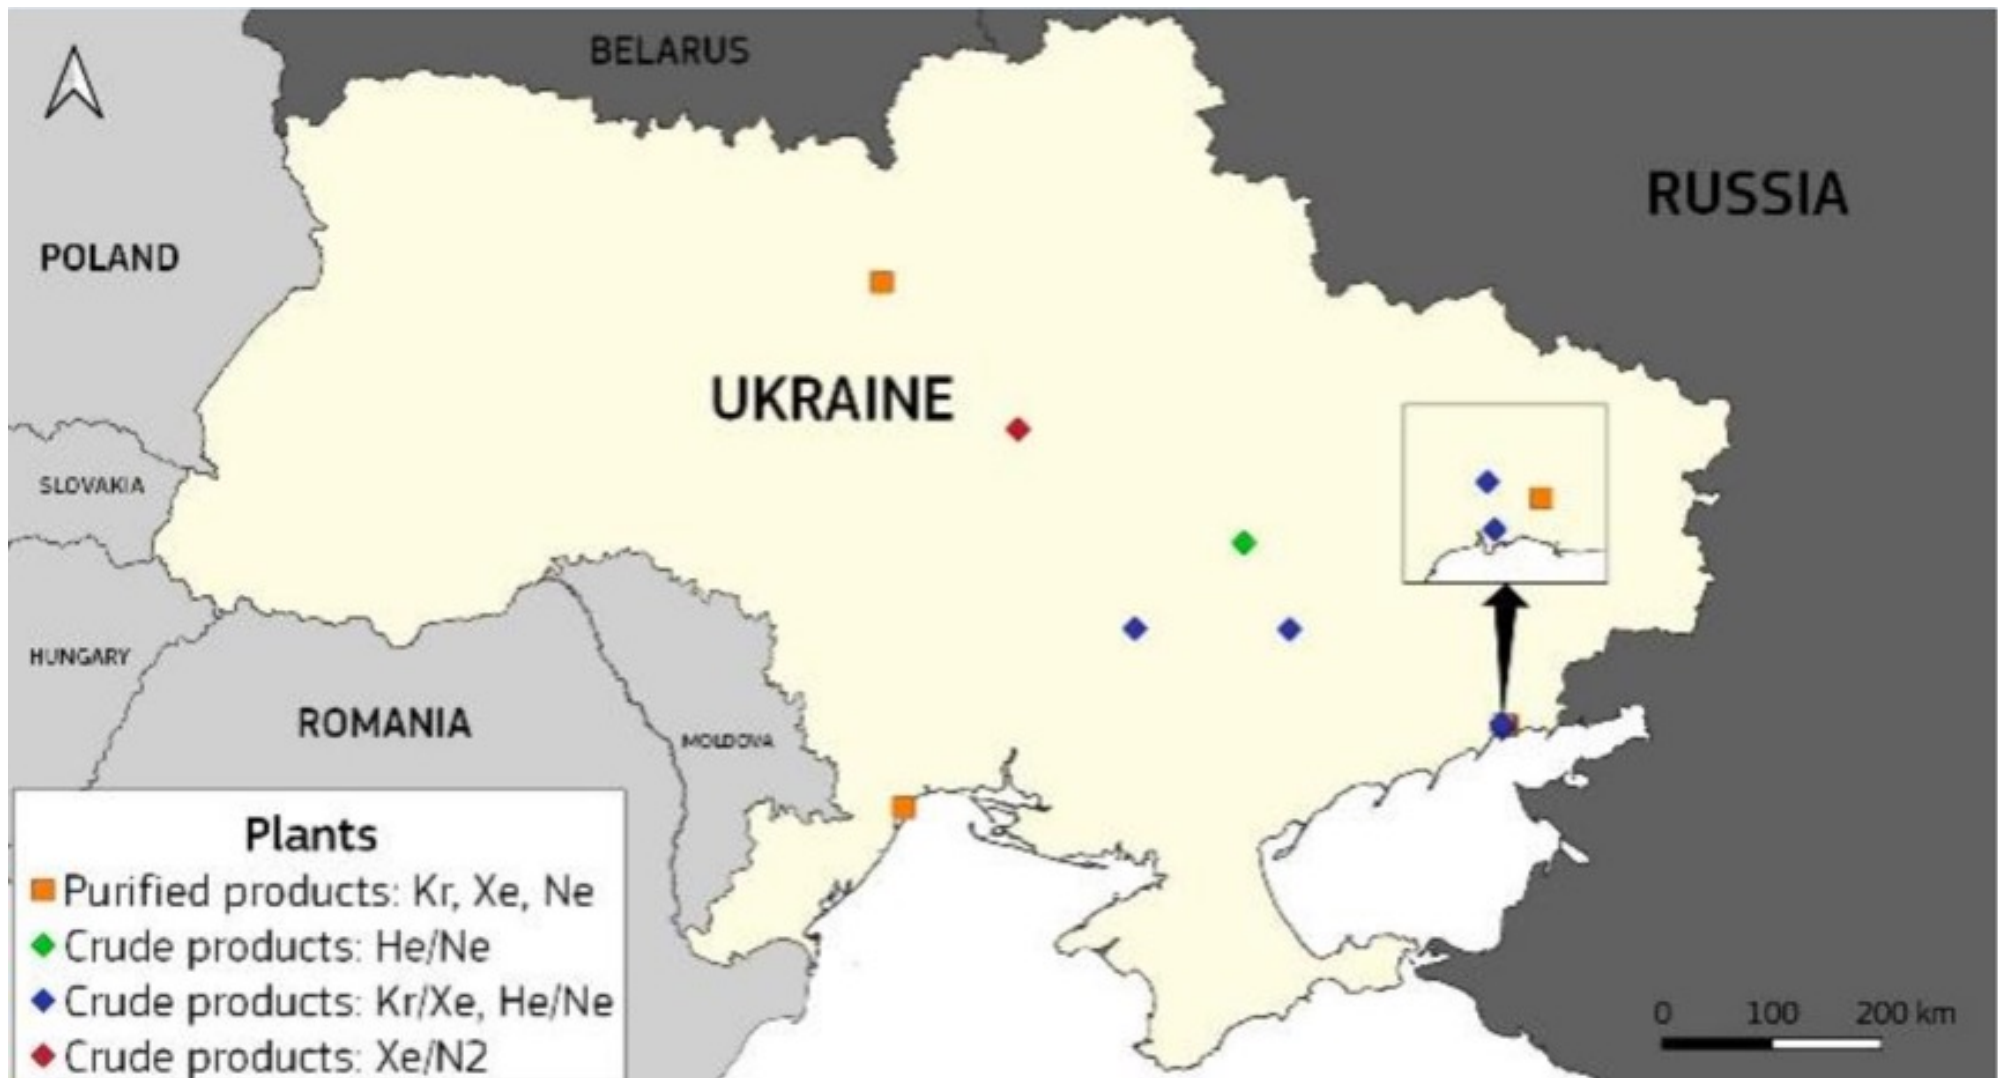 BELARUS
RUSSIA
POLAND
UKRAINE
SLOVAKIA
HUNGARY
ROMANIA
MOLDOVA
Plants
Purified products: Kr, Xe, Ne
Crude products: He/Ne
Crude products: Kr/Xe, He/Ne
Crude products: Xe/N2
0 100 200 km